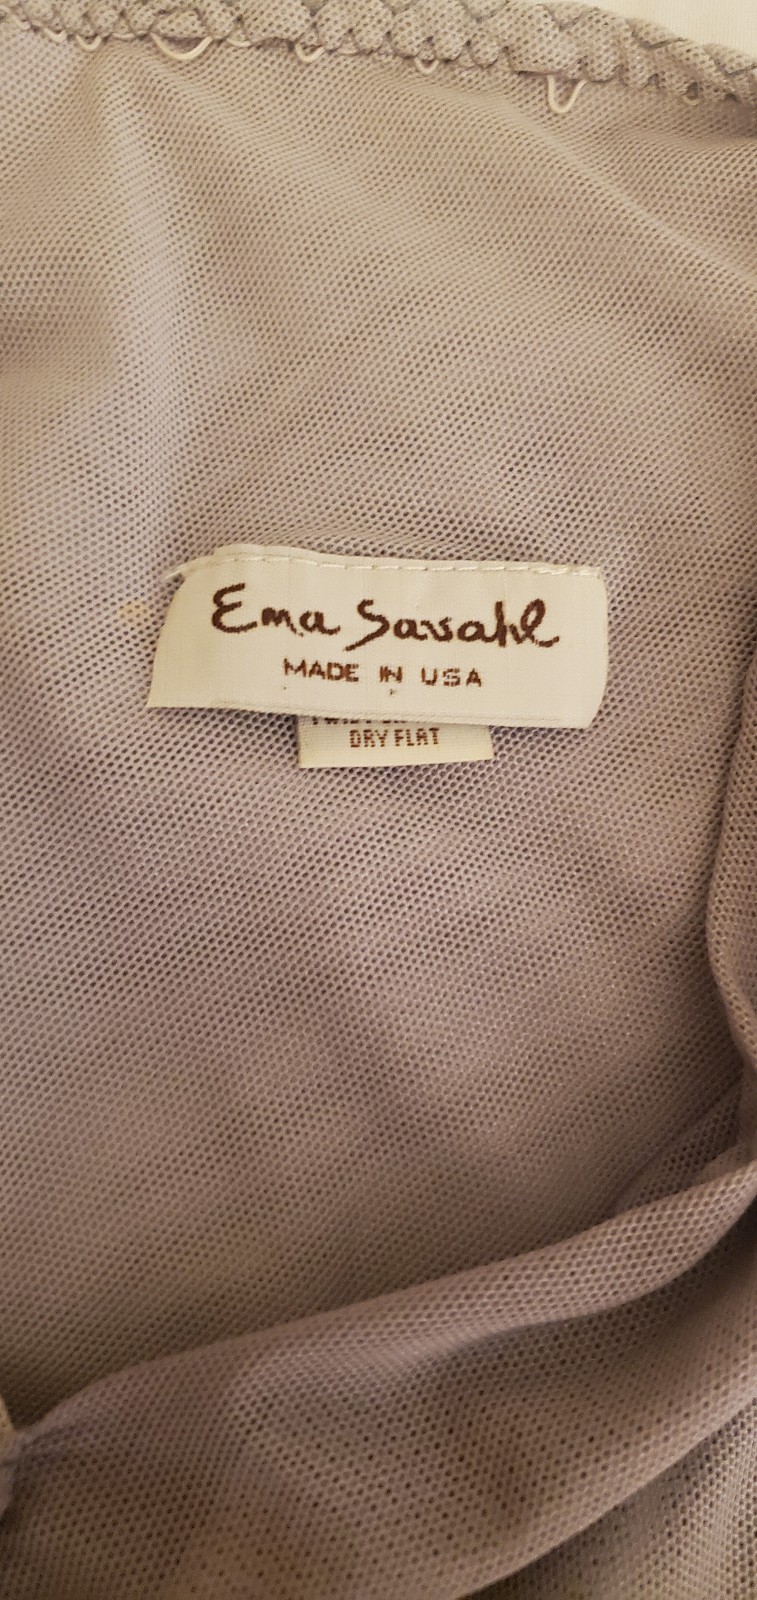 Ema Savahl
MADE IN USA
DRY FLAT